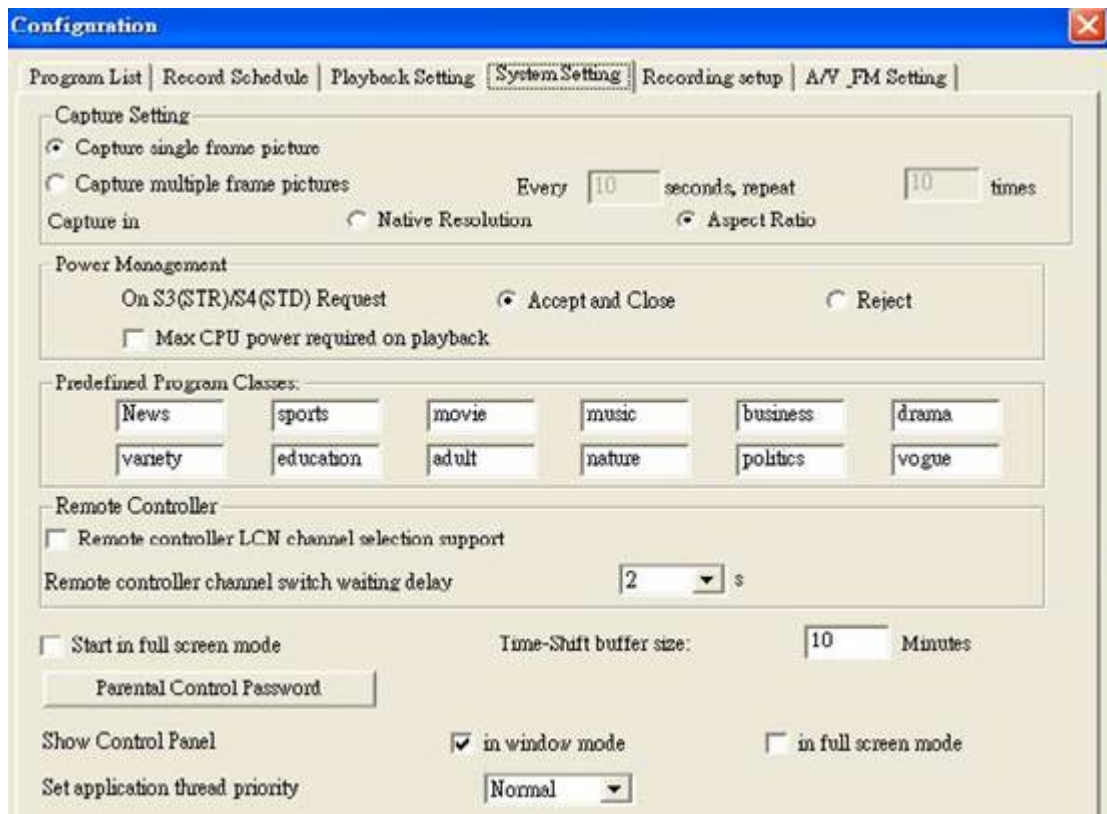 Configuration
Program List Record Schedule Playback Setting System Setting Recording setup A/V_FM Setting
Capture Setting
Capture single frame picture
Capture multiple frame pictures Every 10 seconds, repeat 10 times
Capture in Native Resolution Aspect Ratio
Power Management
On S3(STR)/S4(STD) Request Accept and Close Reject
Max CPU power required on playback
Predefined Program Classes:
News sports movie music business drama
variety education adult nature politics vogue
Remote Controller
Remote controller LCN channel selection support
Remote controller channel switch waiting delay 2 s
Start in full screen mode Time-Shift buffer size: 10 Minutes
Parental Control Password
Show Control Panel in window mode in full screen mode
Set application thread priority Normal